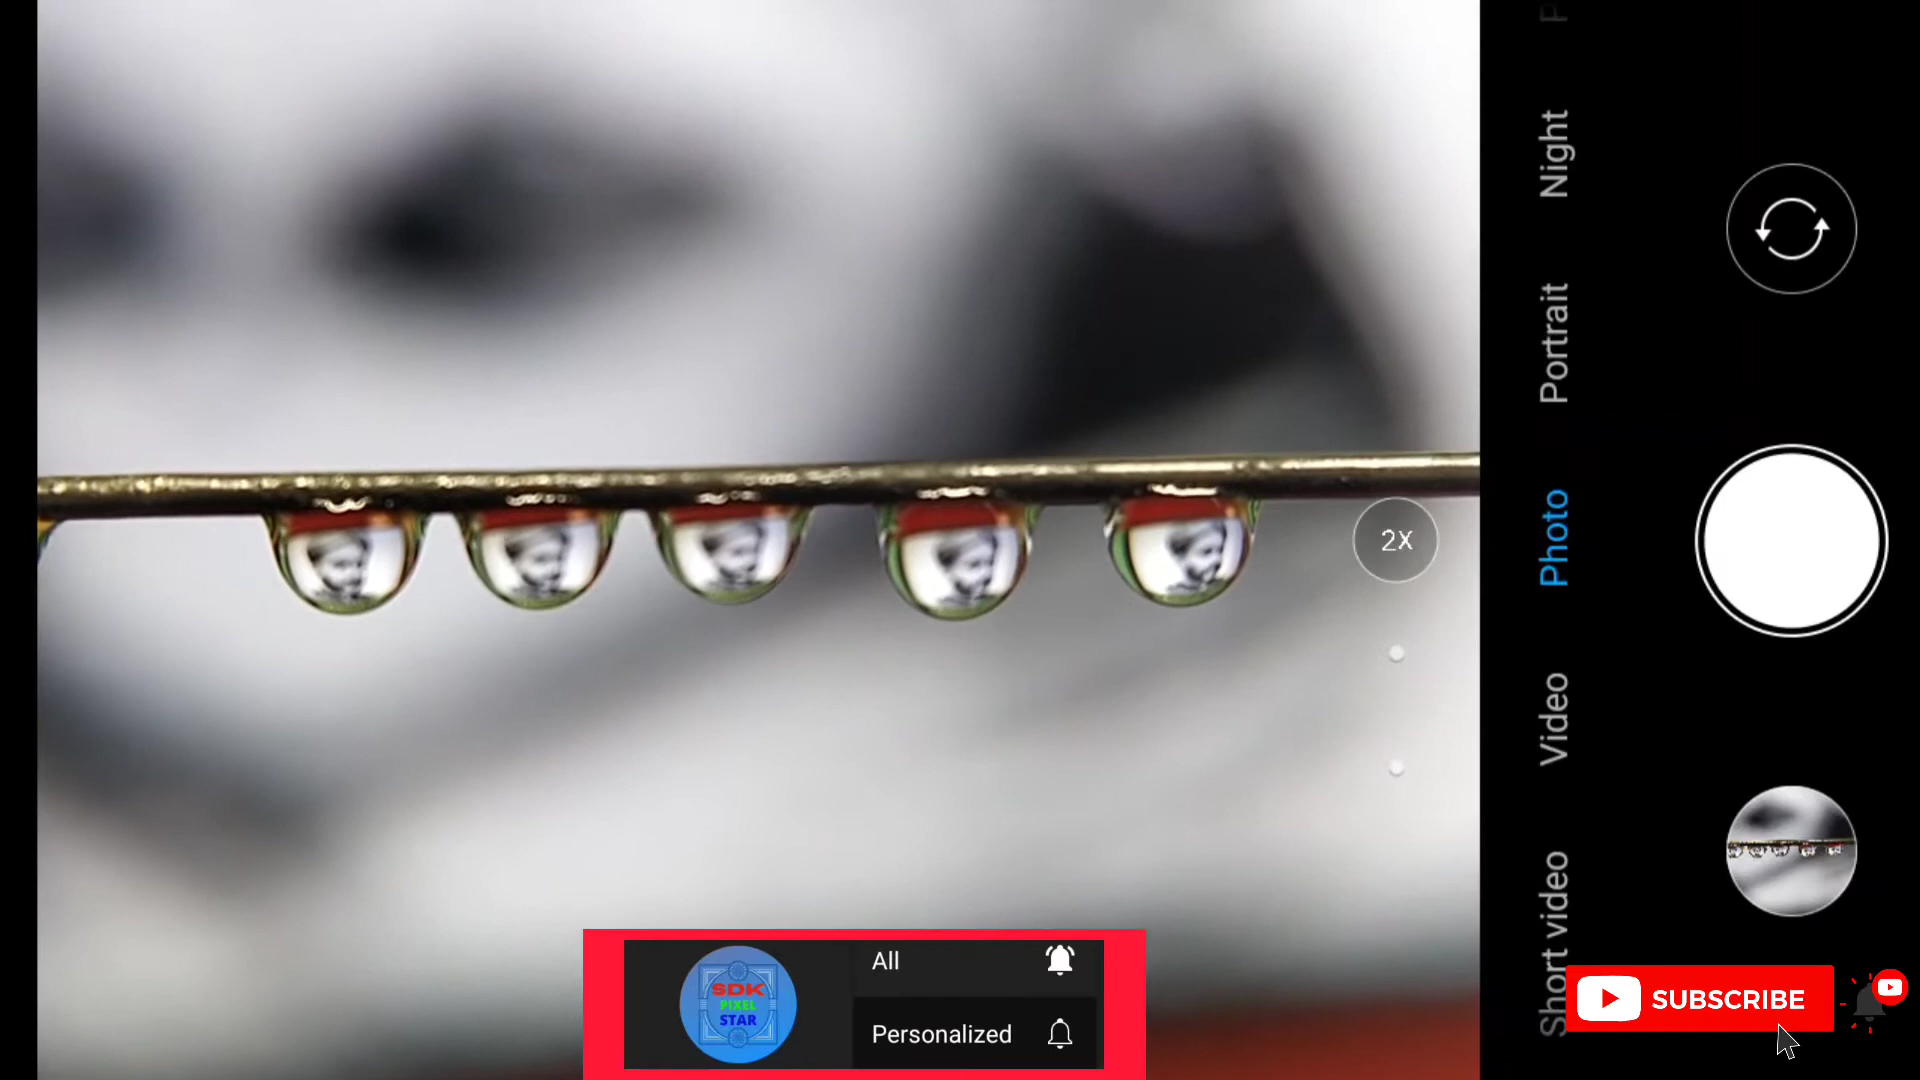 P
Night
Portrait
Photo
Video
Short video
2X
SDK
PIXEL
STAR
All
Personalized
SUBSCRIBE